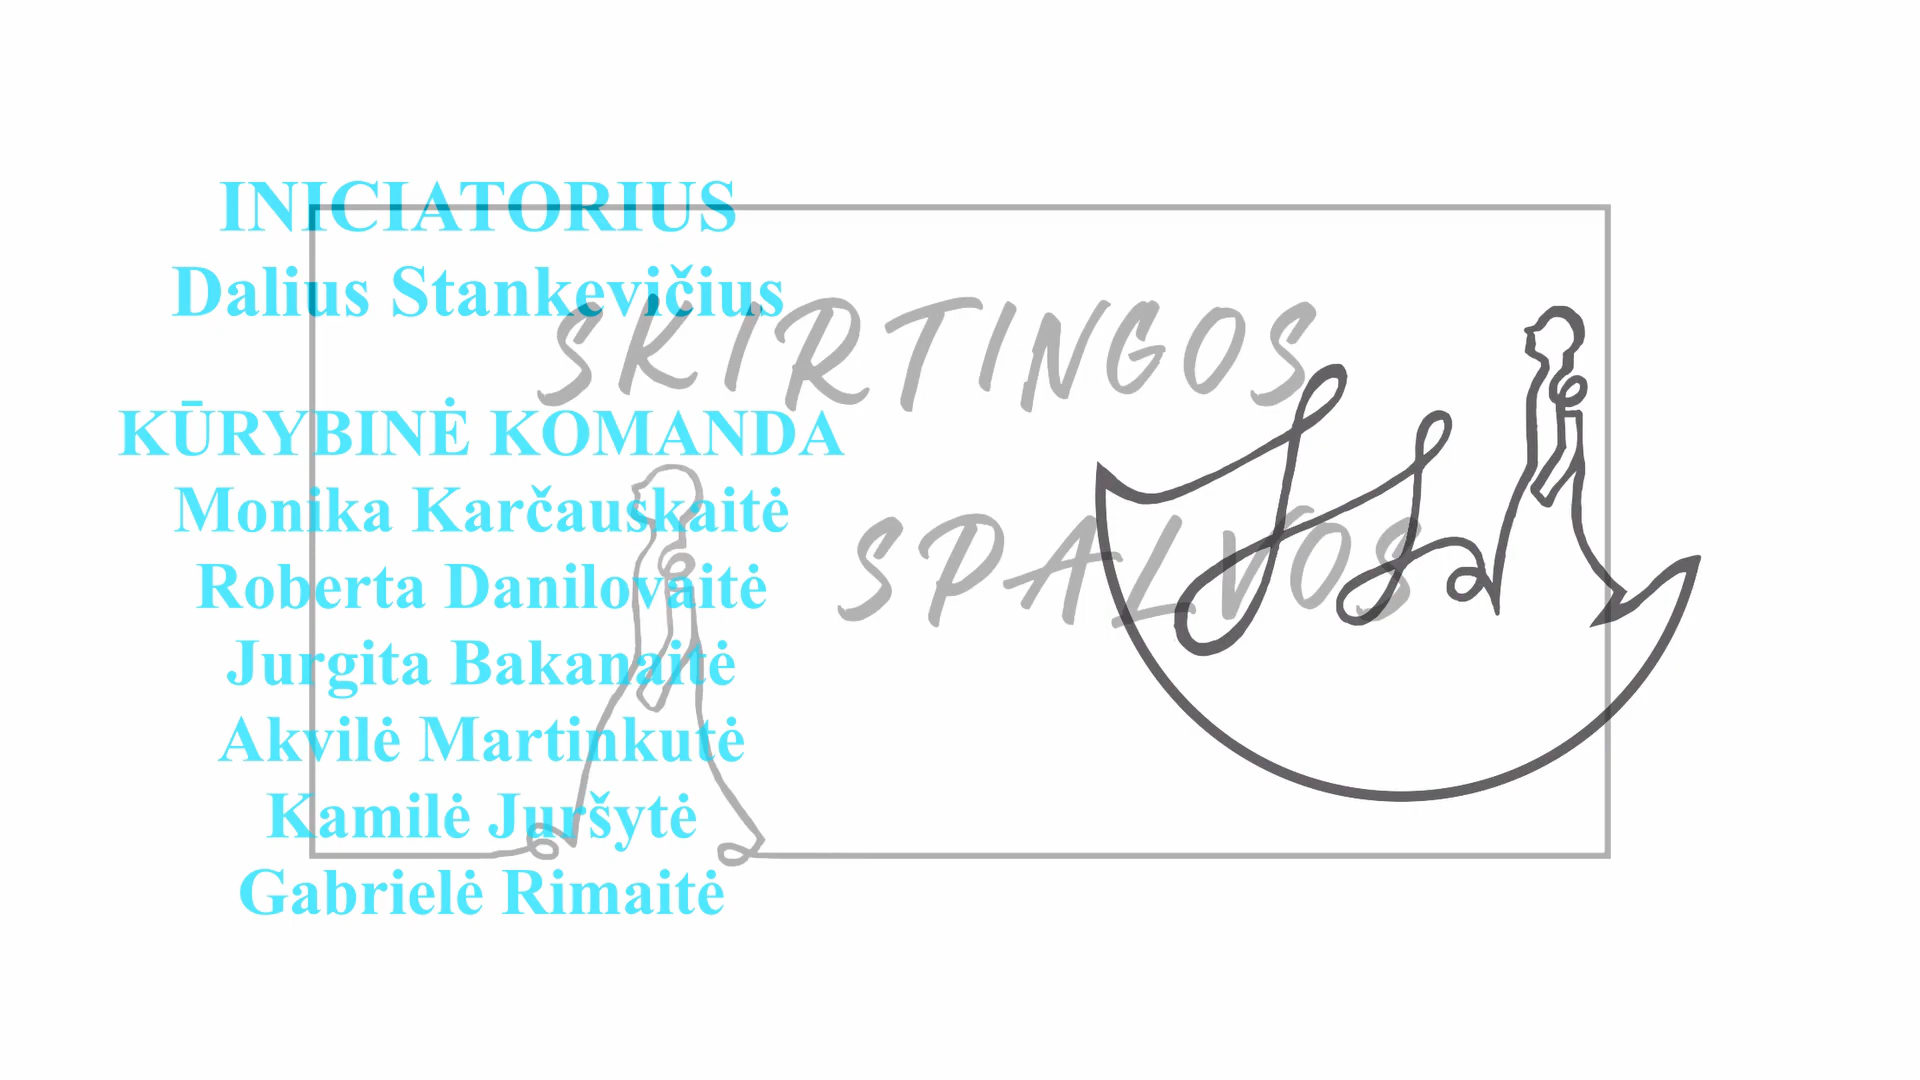 INICIATORIUS
Dalius Stankevičius
KŪRYBINĖ KOMANDA
Monika Karčauskaitė
Roberta Danilovaitė
Jurgita Bakanaitė
Akvilė Martinkutė
Kamilė Juršytė
Gabrielė Rimaitė
SKIRTINGOS
SPALVOS